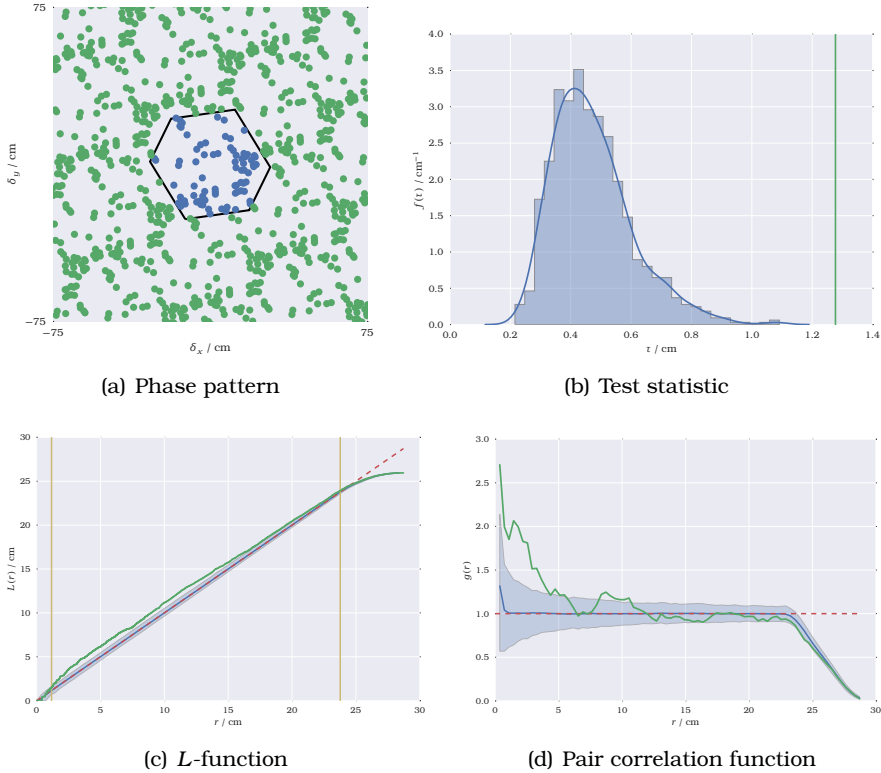 75
δy / cm
−75
−75
75
δx / cm
(a) Phase pattern
4.0
3.5
3.0
2.5
2.0
1.5
1.0
0.5
0.0
f(τ) / cm⁻¹
0.0 0.2 0.4 0.6 0.8 1.0 1.2 1.4
τ / cm
(b) Test statistic
30
25
20
15
10
5
0
L(r) / cm
0 5 10 15 20 25 30
r / cm
(c) L-function
3.0
2.5
2.0
1.5
1.0
0.5
0.0
g(r)
0 5 10 15 20 25 30
r / cm
(d) Pair correlation function